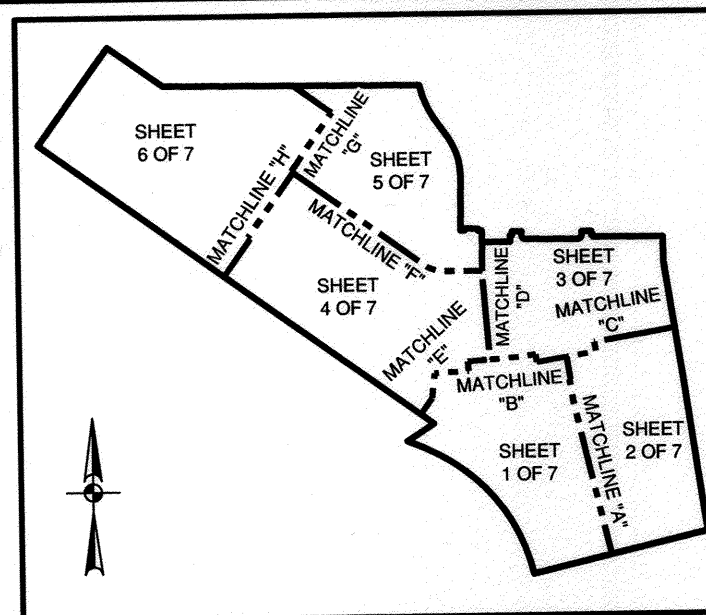 SHEET
6 OF 7
MATCHLINE "H"
MATCHLINE
"G"
SHEET
5 OF 7
MATCHLINE "F"
SHEET
4 OF 7
MATCHLINE
"E"
MATCHLINE
"D"
SHEET
3 OF 7
MATCHLINE
"C"
MATCHLINE
"B"
SHEET
1 OF 7
MATCHLINE "A"
SHEET
2 OF 7